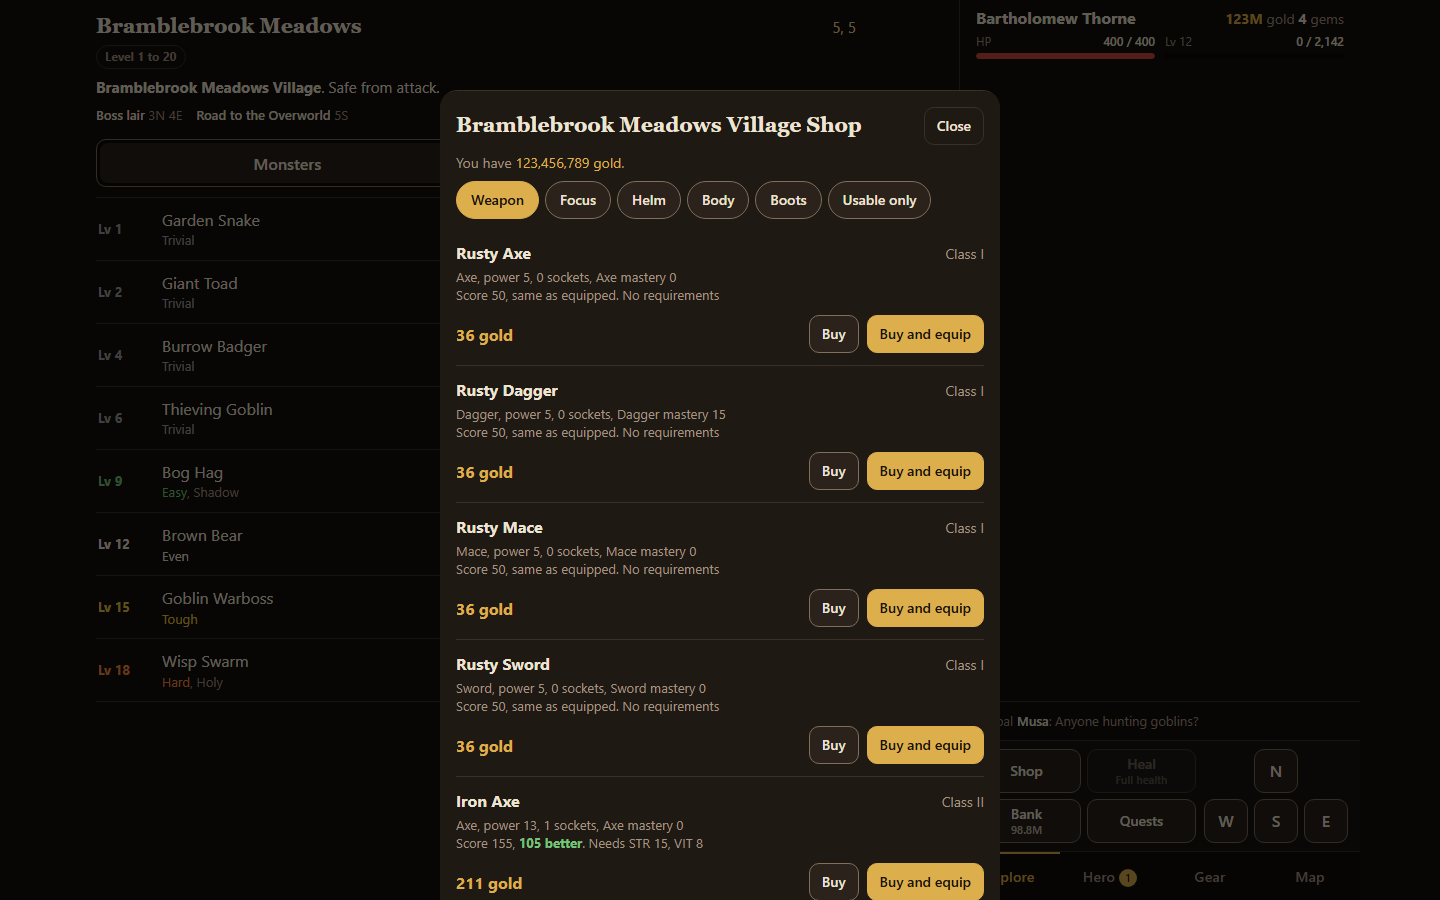 Bramblebrook Meadows
5, 5
Level 1 to 20
Bramblebrook Meadows Village. Safe from attack.
Boss lair 3N 4E Road to the Overworld 5S
Monsters
Lv 1
Garden Snake
Trivial
Lv 2
Giant Toad
Trivial
Lv 4
Burrow Badger
Trivial
Lv 6
Thieving Goblin
Trivial
Lv 9
Bog Hag
Easy, Shadow
Lv 12
Brown Bear
Even
Lv 15
Goblin Warboss
Tough
Lv 18
Wisp Swarm
Hard, Holy
Bartholomew Thorne
123M gold 4 gems
HP 400 / 400
Lv 12 0 / 2,142
Bramblebrook Meadows Village Shop
Close
You have 123,456,789 gold.
Weapon Focus Helm Body Boots Usable only
Rusty Axe Class I
Axe, power 5, 0 sockets, Axe mastery 0
Score 50, same as equipped. No requirements
36 gold Buy Buy and equip
Rusty Dagger Class I
Dagger, power 5, 0 sockets, Dagger mastery 15
Score 50, same as equipped. No requirements
36 gold Buy Buy and equip
Rusty Mace Class I
Mace, power 5, 0 sockets, Mace mastery 0
Score 50, same as equipped. No requirements
36 gold Buy Buy and equip
Rusty Sword Class I
Sword, power 5, 0 sockets, Sword mastery 0
Score 50, same as equipped. No requirements
36 gold Buy Buy and equip
Iron Axe Class II
Axe, power 13, 1 sockets, Axe mastery 0
Score 155, 105 better. Needs STR 15, VIT 8
211 gold Buy Buy and equip
Musa: Anyone hunting goblins?
Shop
Heal
Full health
N
Bank
98.8M
Quests
W S E
plore Hero 1 Gear Map